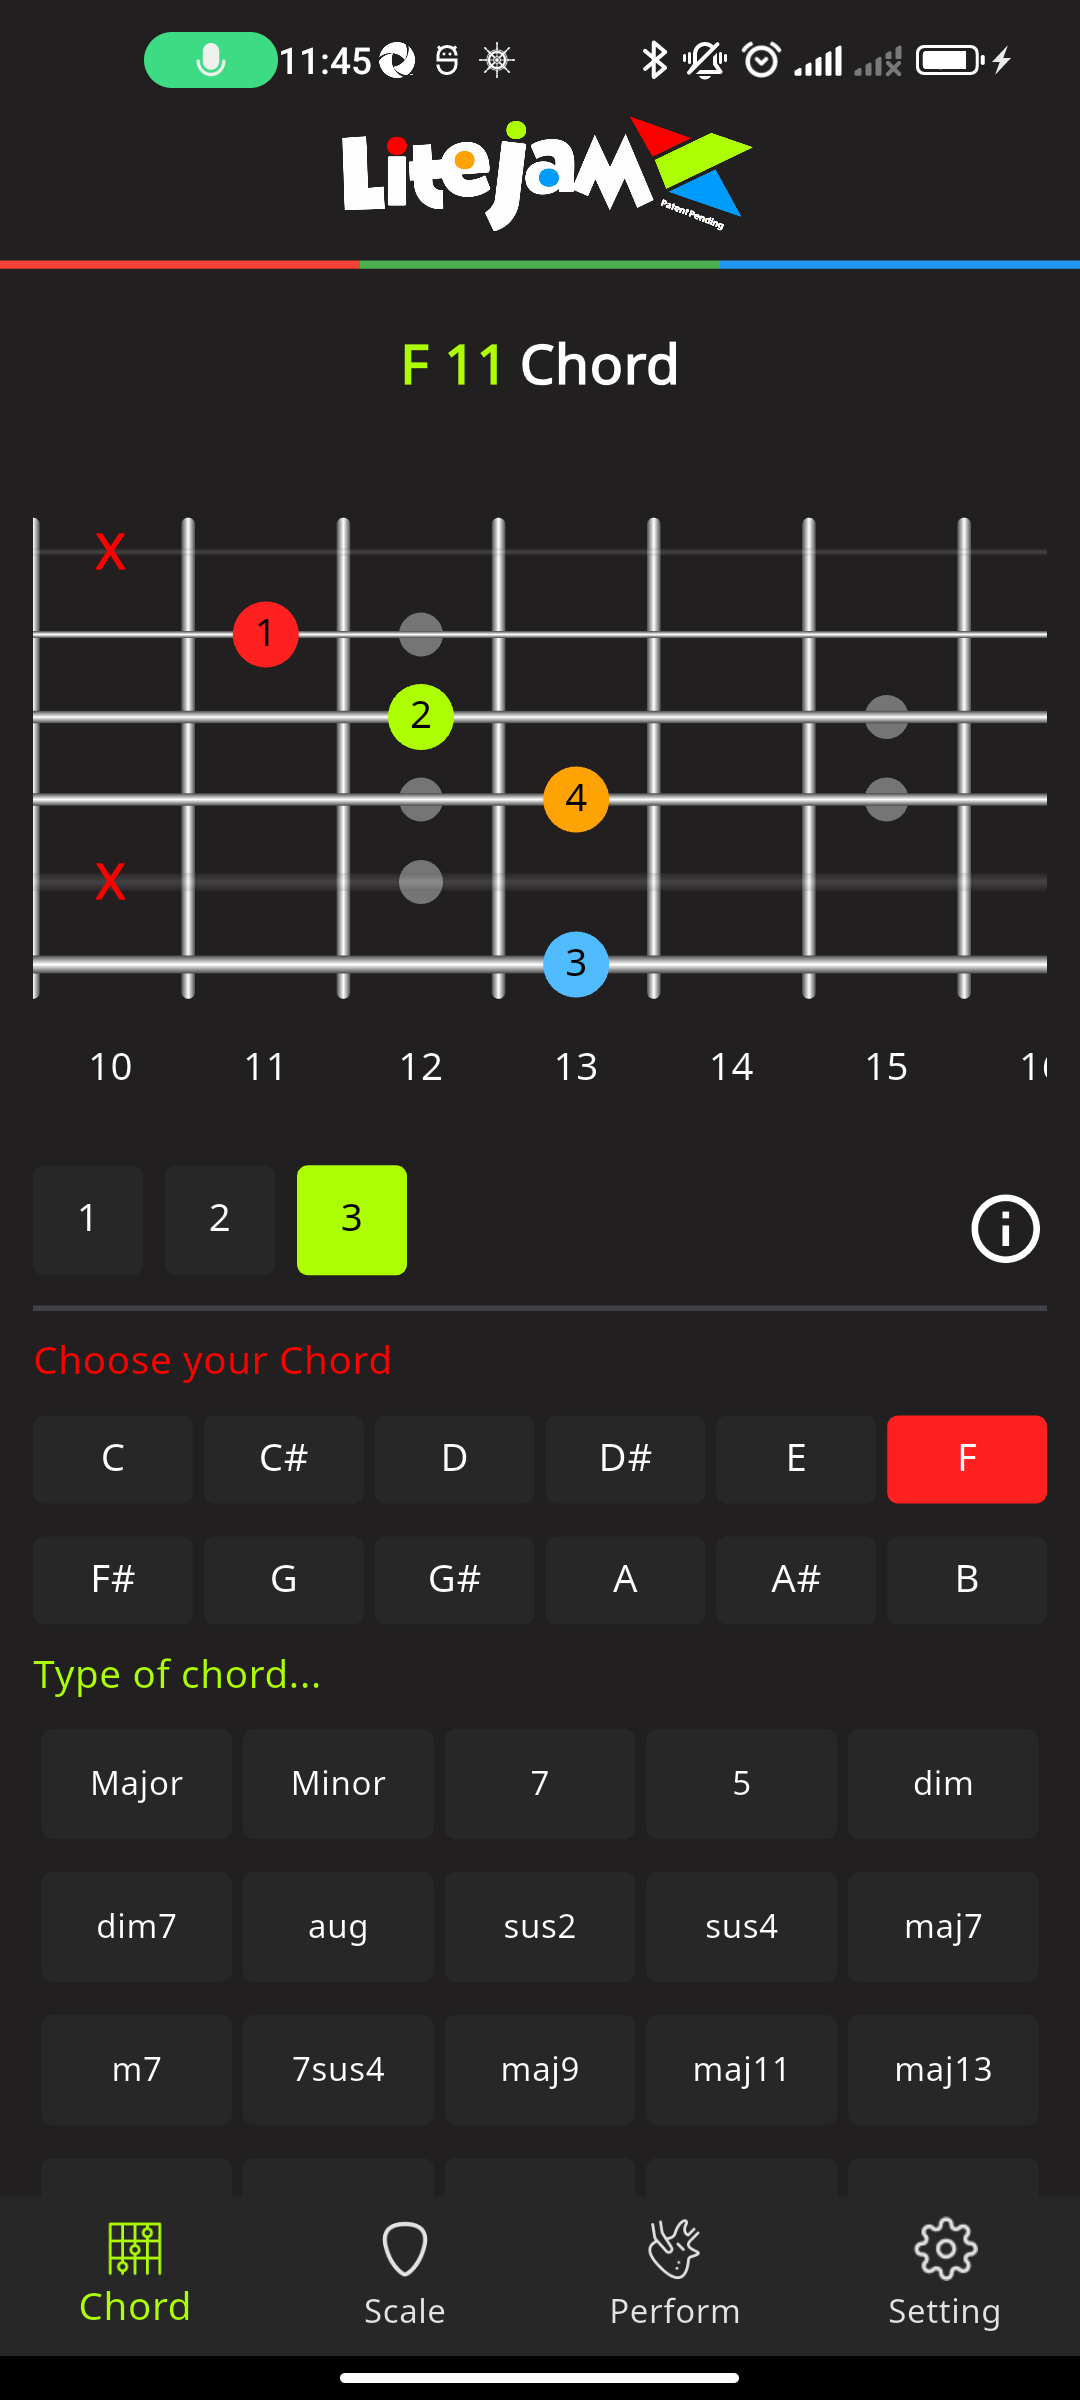 11:45
Litejam
Patent Pending
F 11 Chord
X
1
2
4
X
3
10 11 12 13 14 15
1 2 3
Choose your Chord
C C# D D# E F
F# G G# A A# B
Type of chord...
Major Minor 7 5 dim
dim7 aug sus2 sus4 maj7
m7 7sus4 maj9 maj11 maj13
Chord Scale Perform Setting